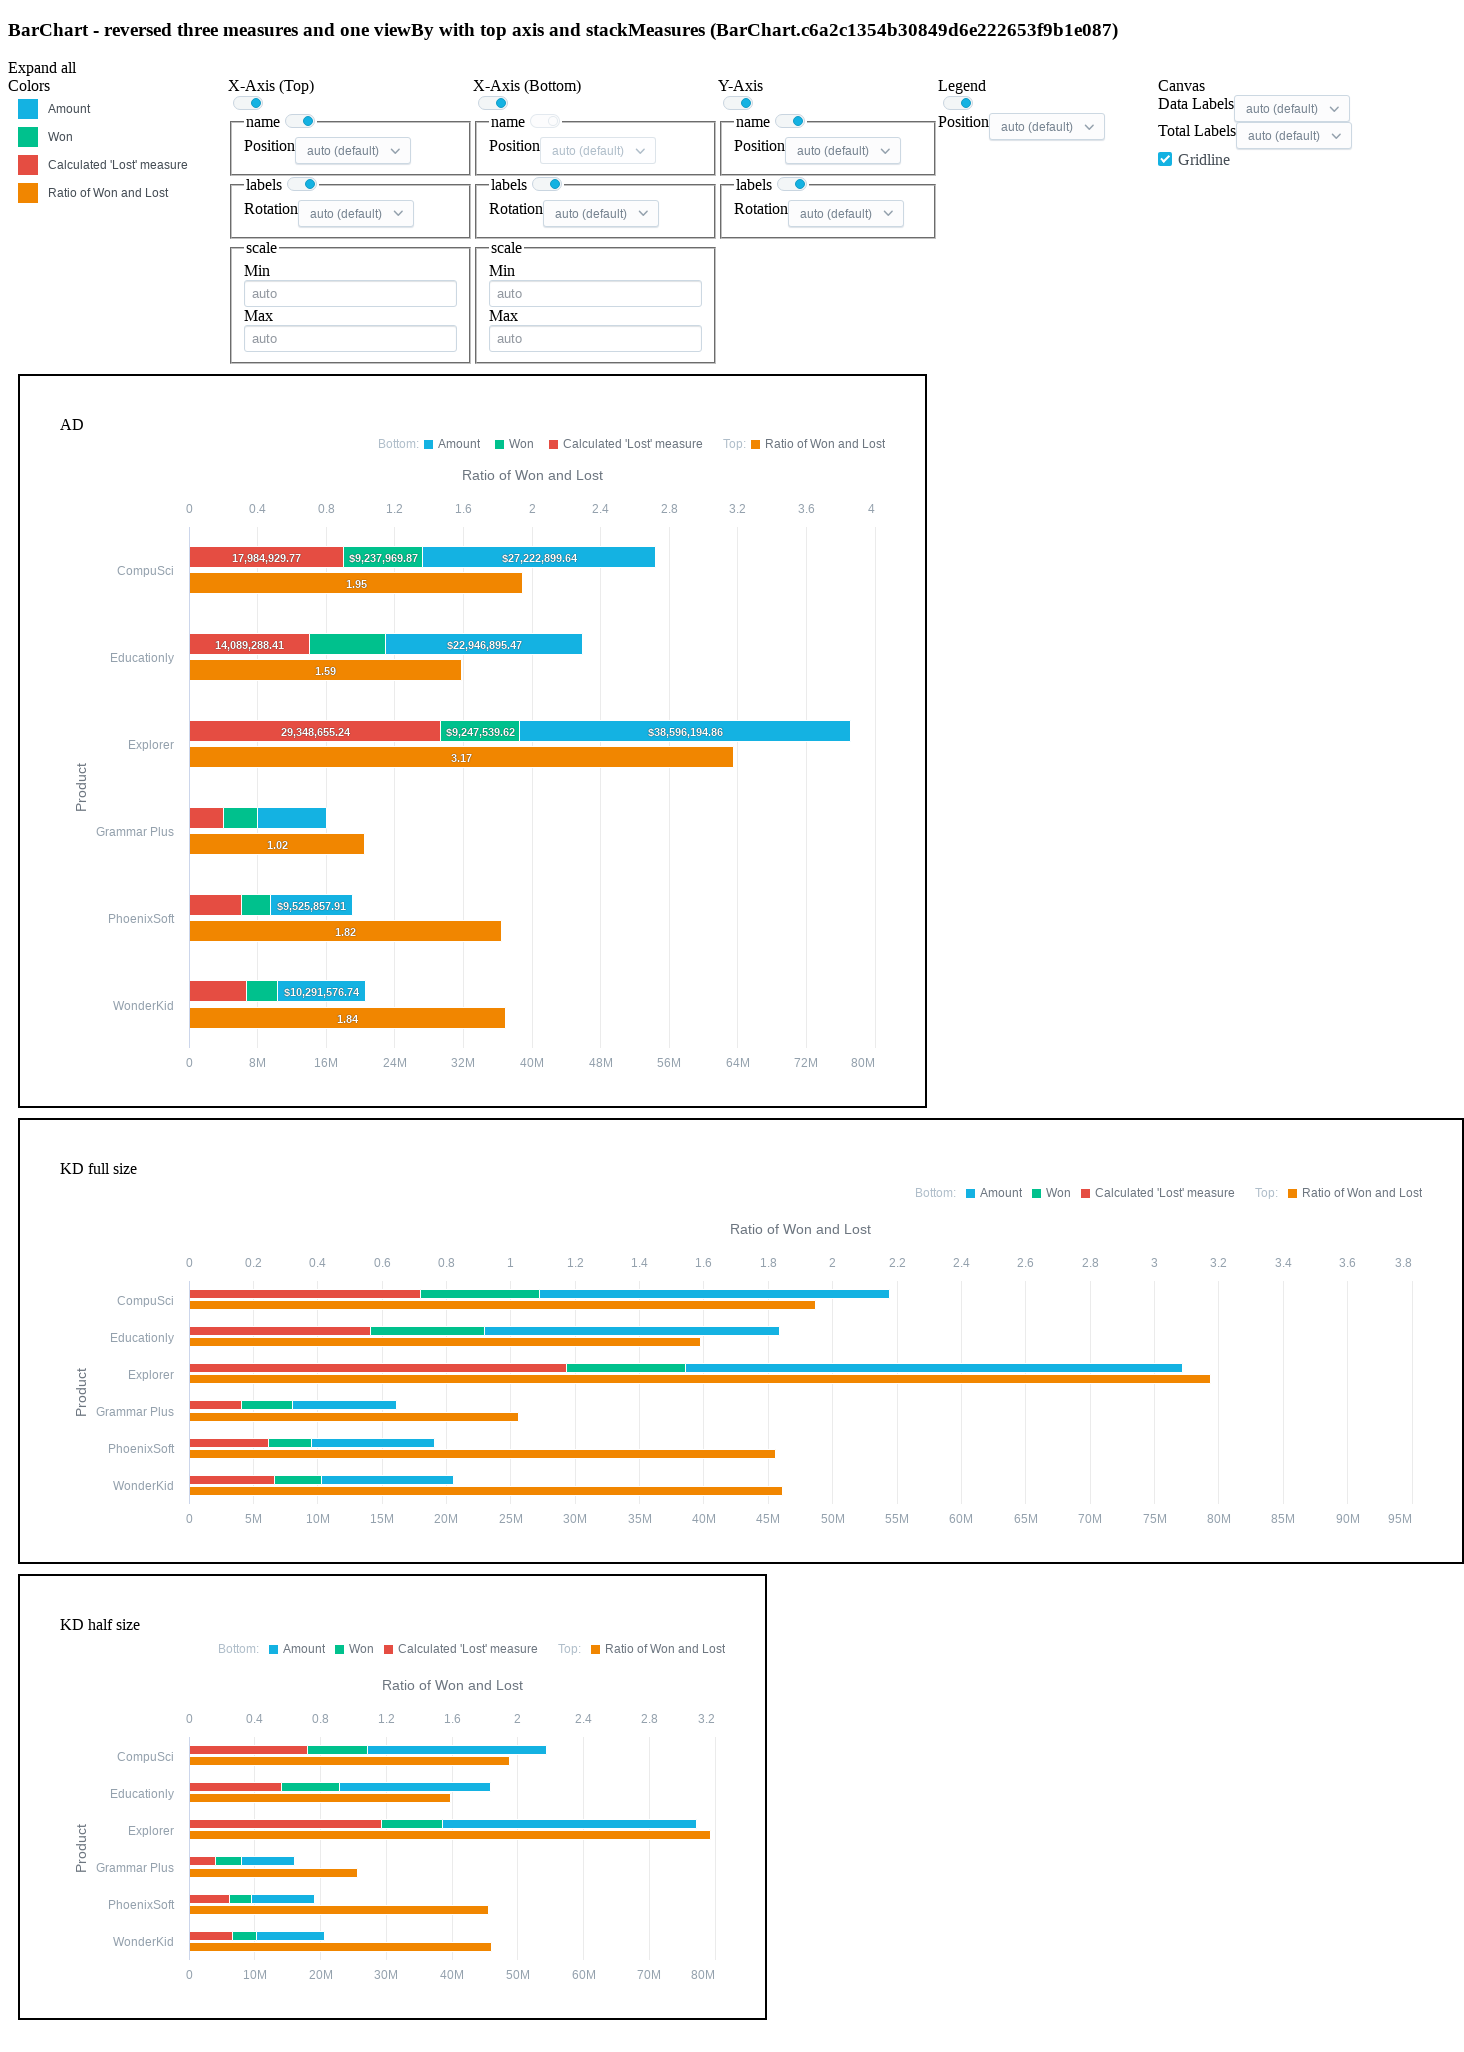 BarChart - reversed three measures and one viewBy with top axis and stackMeasures (BarChart.c6a2c1354b30849d6e222653f9b1e087)
Expand all
Colors
Amount
Won
Calculated 'Lost' measure
Ratio of Won and Lost
X-Axis (Top)
name
Position auto (default)
labels
Rotation auto (default)
scale
Min
auto
Max
auto
X-Axis (Bottom)
name
Position auto (default)
labels
Rotation auto (default)
scale
Min
auto
Max
auto
Y-Axis
name
Position auto (default)
labels
Rotation auto (default)
Legend
Position auto (default)
Canvas
Data Labels auto (default)
Total Labels auto (default)
Gridline
AD
Bottom: Amount Won Calculated 'Lost' measure Top: Ratio of Won and Lost
Ratio of Won and Lost
0 0.4 0.8 1.2 1.6 2 2.4 2.8 3.2 3.6 4
Product
CompuSci 17,984,929.77 $9,237,969.87 $27,222,899.64
1.95
Educationly 14,089,288.41 $22,946,895.47
1.59
Explorer 29,348,655.24 $9,247,539.62 $38,596,194.86
3.17
Grammar Plus
1.02
PhoenixSoft $9,525,857.91
1.82
WonderKid $10,291,576.74
1.84
0 8M 16M 24M 32M 40M 48M 56M 64M 72M 80M
KD full size
Bottom: Amount Won Calculated 'Lost' measure Top: Ratio of Won and Lost
Ratio of Won and Lost
0 0.2 0.4 0.6 0.8 1 1.2 1.4 1.6 1.8 2 2.2 2.4 2.6 2.8 3 3.2 3.4 3.6 3.8
Product
CompuSci
Educationly
Explorer
Grammar Plus
PhoenixSoft
WonderKid
0 5M 10M 15M 20M 25M 30M 35M 40M 45M 50M 55M 60M 65M 70M 75M 80M 85M 90M 95M
KD half size
Bottom: Amount Won Calculated 'Lost' measure Top: Ratio of Won and Lost
Ratio of Won and Lost
0 0.4 0.8 1.2 1.6 2 2.4 2.8 3.2
Product
CompuSci
Educationly
Explorer
Grammar Plus
PhoenixSoft
WonderKid
0 10M 20M 30M 40M 50M 60M 70M 80M